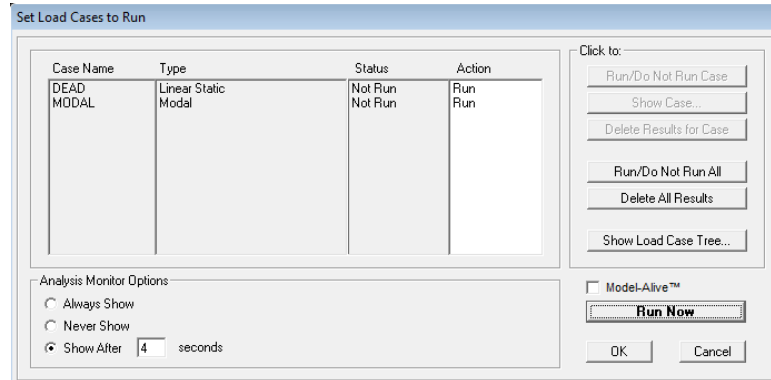 Set Load Cases to Run
Case Name Type Status Action
DEAD Linear Static Not Run Run
MODAL Modal Not Run Run
Click to:
Run/Do Not Run Case
Show Case...
Delete Results for Case
Run/Do Not Run All
Delete All Results
Show Load Case Tree...
Analysis Monitor Options
Always Show
Never Show
Show After 4 seconds
Model-Alive™
Run Now
OK Cancel